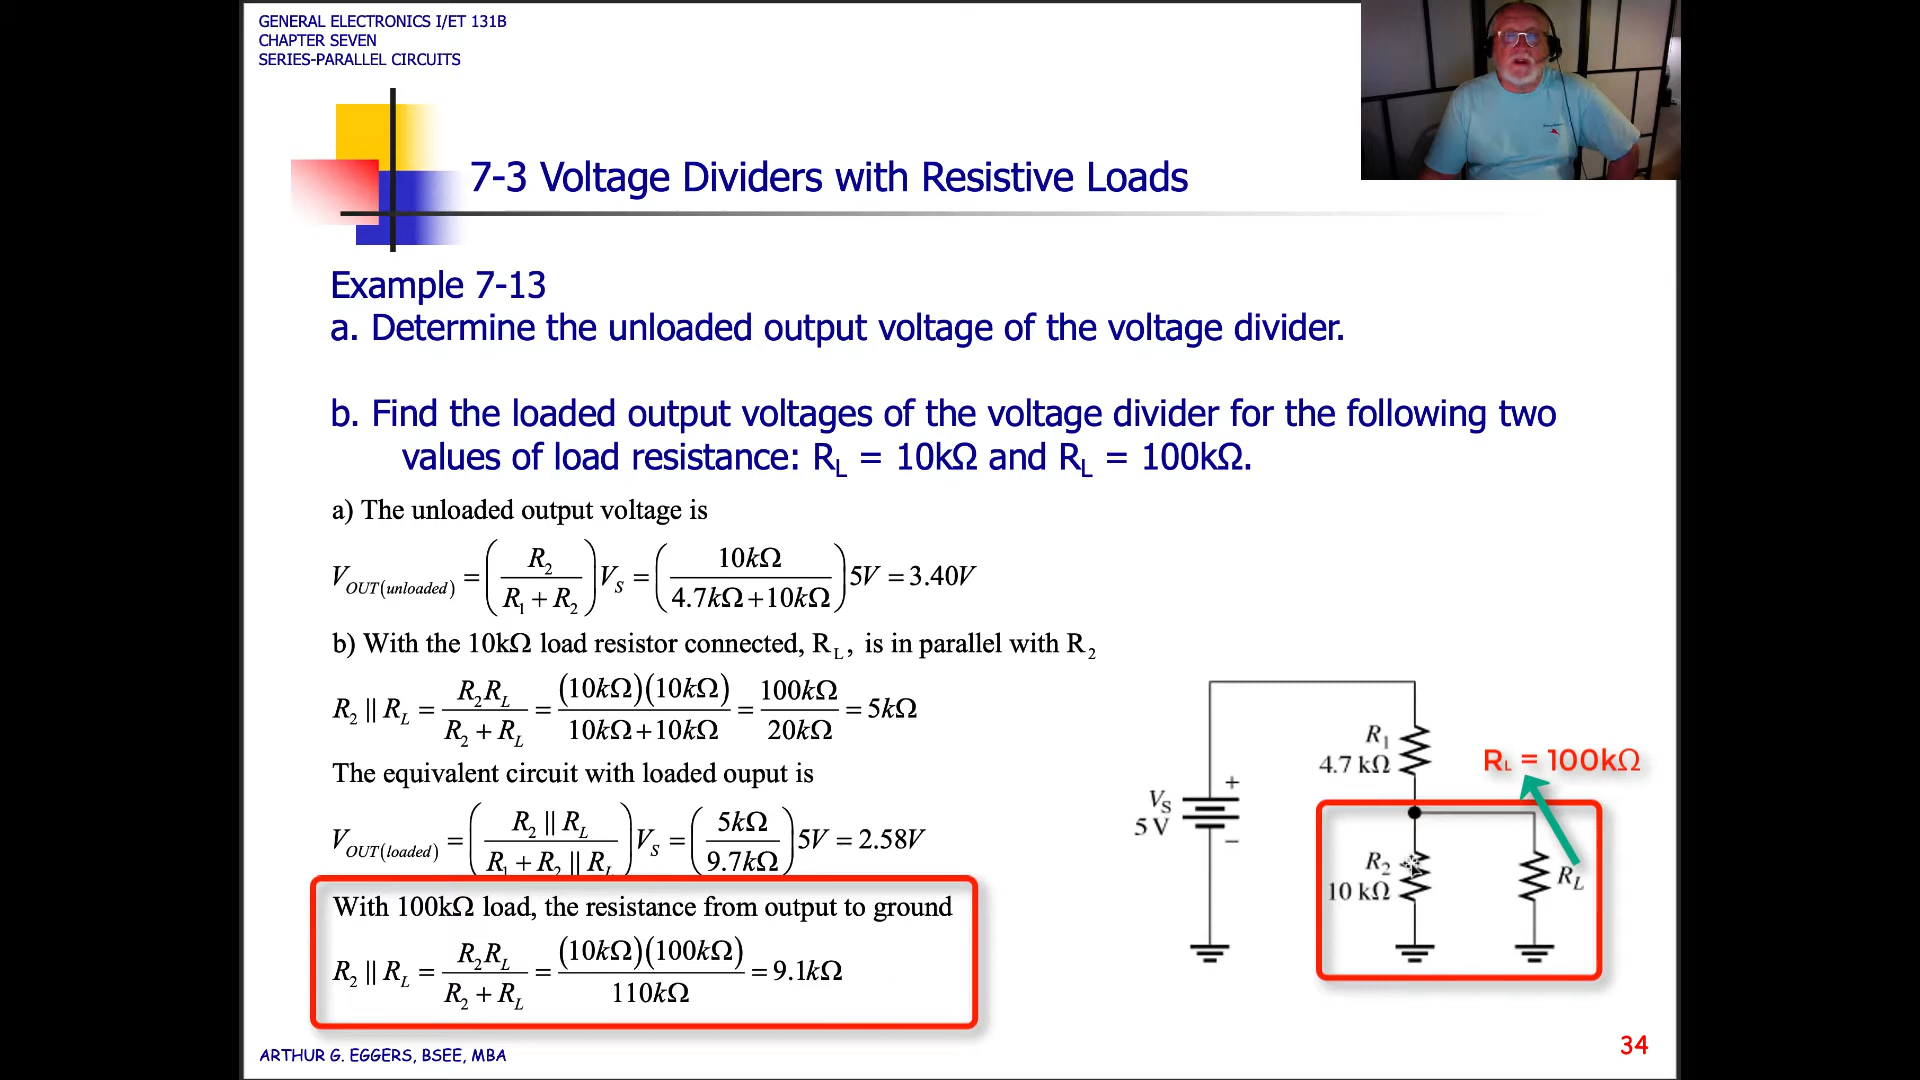 GENERAL ELECTRONICS I/ET 131B
CHAPTER SEVEN
SERIES-PARALLEL CIRCUITS
7-3 Voltage Dividers with Resistive Loads
Example 7-13
a. Determine the unloaded output voltage of the voltage divider.
b. Find the loaded output voltages of the voltage divider for the following two
values of load resistance: R_L = 10kΩ and R_L = 100kΩ.
a) The unloaded output voltage is
V_OUT(unloaded) = (R_2 / (R_1 + R_2)) V_S = (10kΩ / (4.7kΩ + 10kΩ)) 5V = 3.40V
b) With the 10kΩ load resistor connected, R_L, is in parallel with R_2
R_2 || R_L = R_2R_L / (R_2 + R_L) = (10kΩ)(10kΩ) / (10kΩ + 10kΩ) = 100kΩ / 20kΩ = 5kΩ
The equivalent circuit with loaded ouput is
V_OUT(loaded) = (R_2 || R_L / (R_1 + R_2 || R_L)) V_S = (5kΩ / 9.7kΩ) 5V = 2.58V
With 100kΩ load, the resistance from output to ground
R_2 || R_L = R_2R_L / (R_2 + R_L) = (10kΩ)(100kΩ) / 110kΩ = 9.1kΩ
R_1
4.7 kΩ
R_L = 100kΩ
V_S
5 V
+
−
R_2
10 kΩ
R_L
ARTHUR G. EGGERS, BSEE, MBA
34